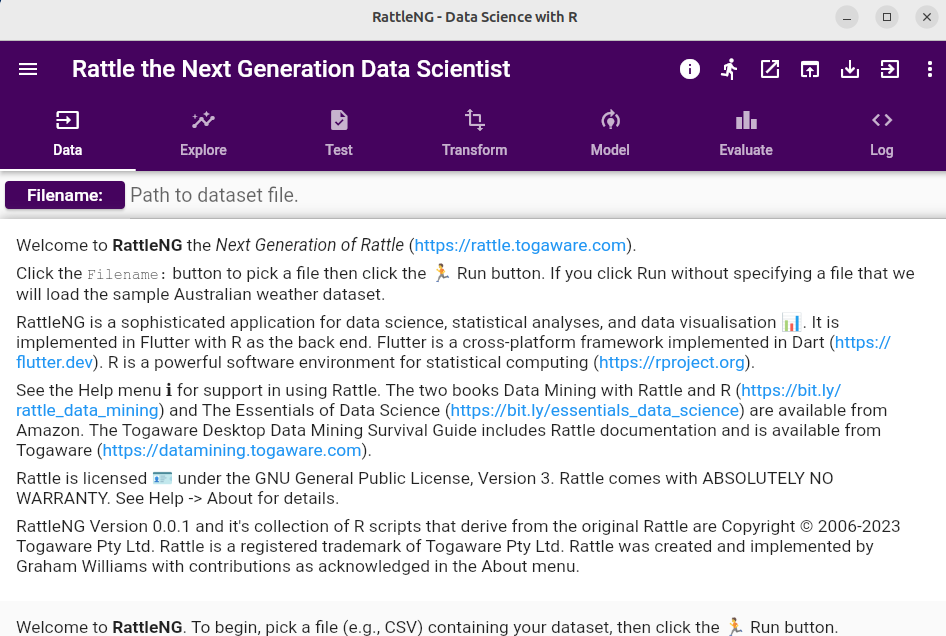 RattleNG - Data Science with R
Rattle the Next Generation Data Scientist
Data Explore Test Transform Model Evaluate Log
Filename: Path to dataset file.
Welcome to RattleNG the Next Generation of Rattle (https://rattle.togaware.com).
Click the Filename: button to pick a file then click the 🏃 Run button. If you click Run without specifying a file that we
will load the sample Australian weather dataset.
RattleNG is a sophisticated application for data science, statistical analyses, and data visualisation 📊. It is
implemented in Flutter with R as the back end. Flutter is a cross-platform framework implemented in Dart (https://
flutter.dev). R is a powerful software environment for statistical computing (https://rproject.org).
See the Help menu ℹ for support in using Rattle. The two books Data Mining with Rattle and R (https://bit.ly/
rattle_data_mining) and The Essentials of Data Science (https://bit.ly/essentials_data_science) are available from
Amazon. The Togaware Desktop Data Mining Survival Guide includes Rattle documentation and is available from
Togaware (https://datamining.togaware.com).
Rattle is licensed 🪪 under the GNU General Public License, Version 3. Rattle comes with ABSOLUTELY NO
WARRANTY. See Help -> About for details.
RattleNG Version 0.0.1 and it's collection of R scripts that derive from the original Rattle are Copyright © 2006-2023
Togaware Pty Ltd. Rattle is a registered trademark of Togaware Pty Ltd. Rattle was created and implemented by
Graham Williams with contributions as acknowledged in the About menu.
Welcome to RattleNG. To begin, pick a file (e.g., CSV) containing your dataset, then click the 🏃 Run button.